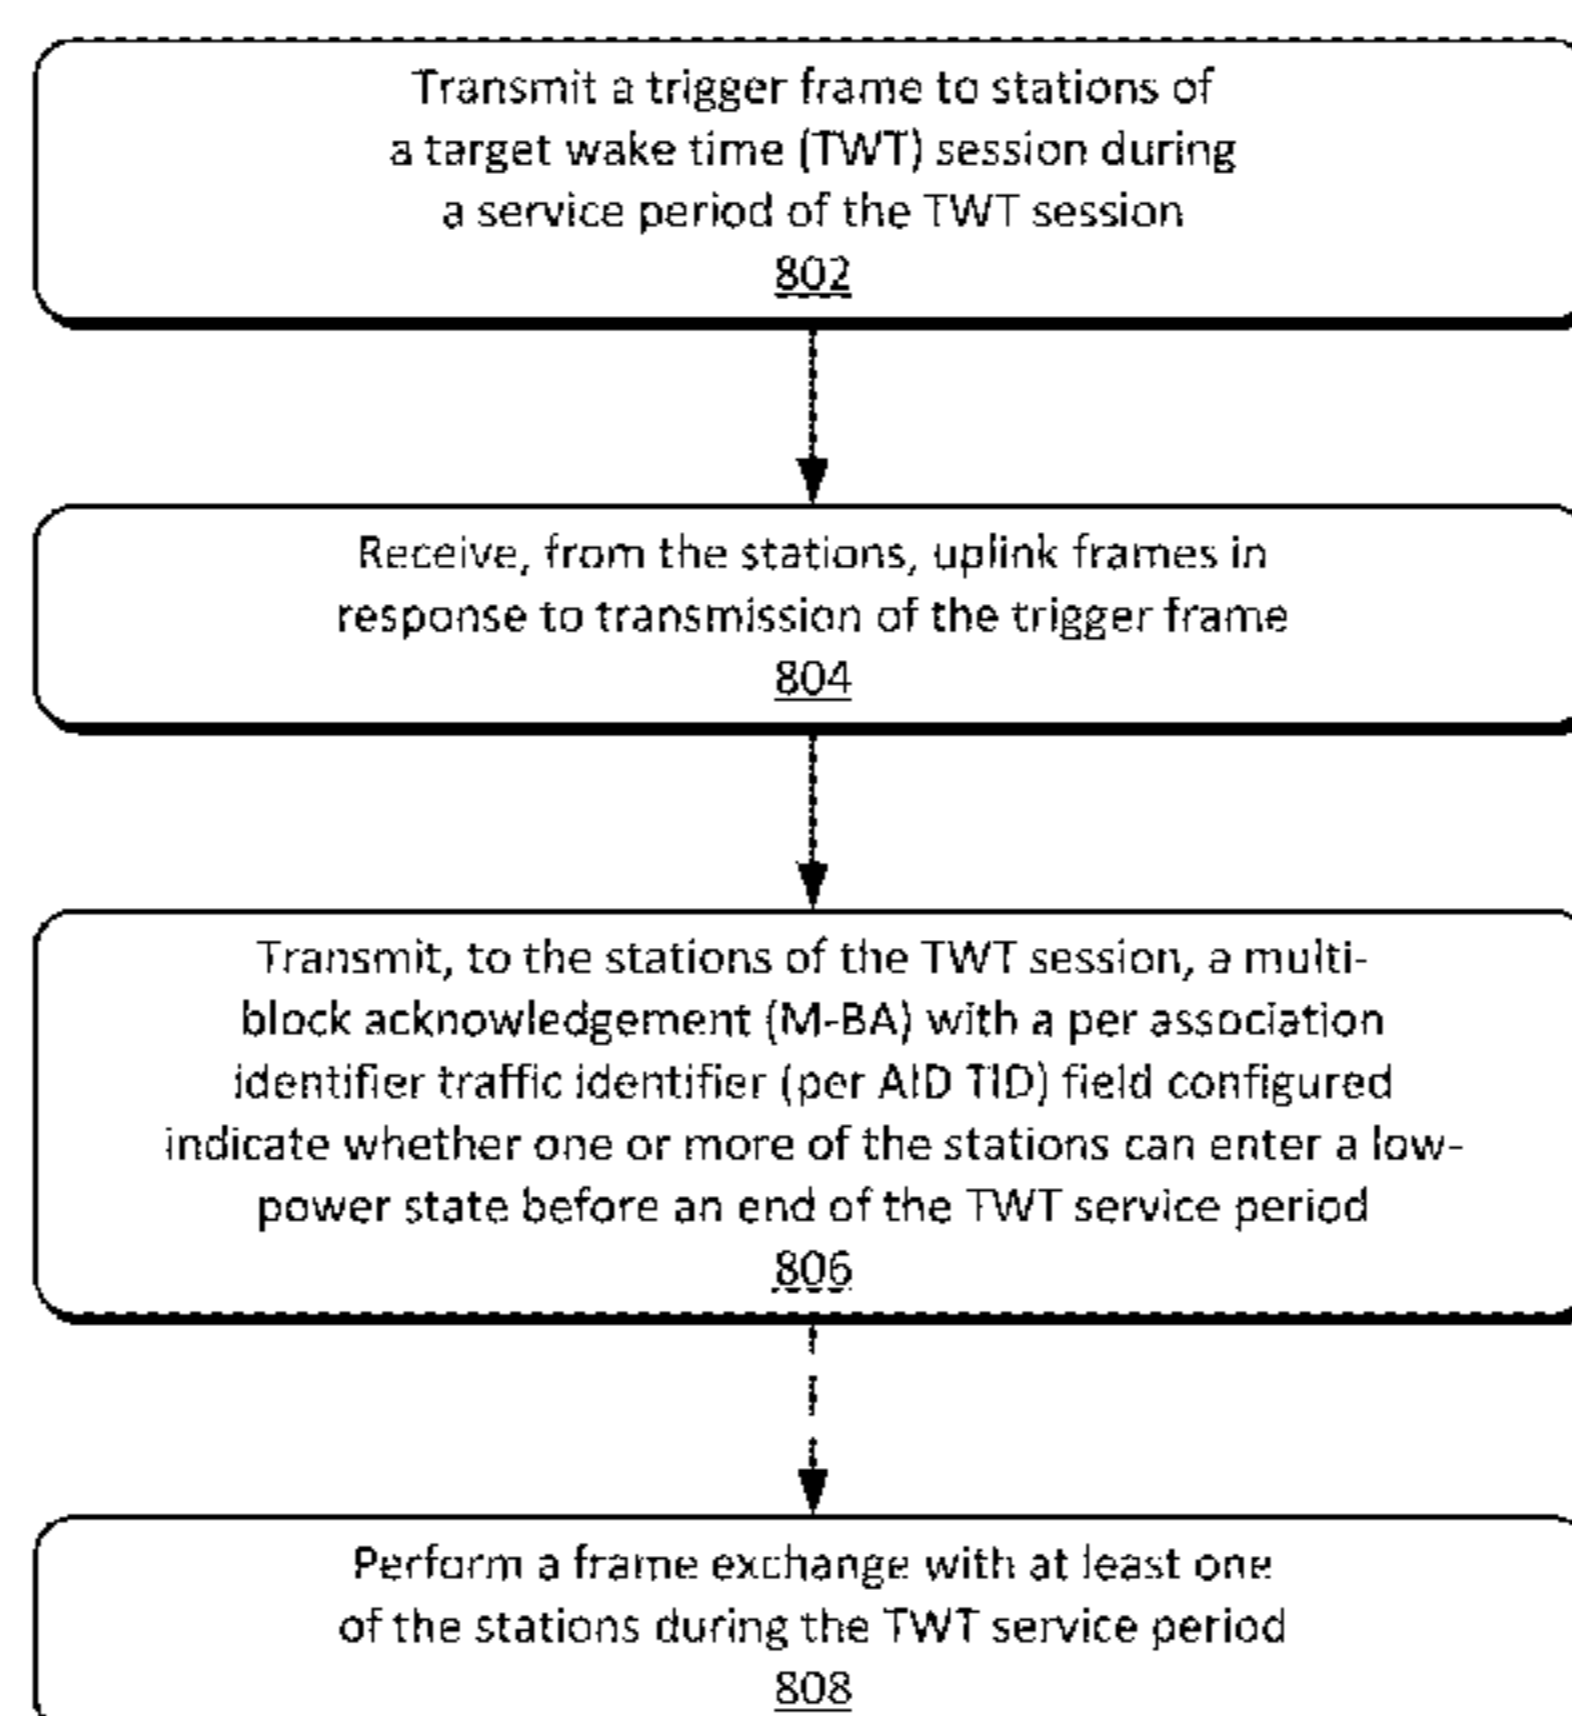 Transmit a trigger frame to stations of
a target wake time (TWT) session during
a service period of the TWT session
802
Receive, from the stations, uplink frames in
response to transmission of the trigger frame
804
Transmit, to the stations of the TWT session, a multi-
block acknowledgement (M-BA) with a per association
identifier traffic identifier (per AID TID) field configured
indicate whether one or more of the stations can enter a low-
power state before an end of the TWT service period
806
Perform a frame exchange with at least one
of the stations during the TWT service period
808